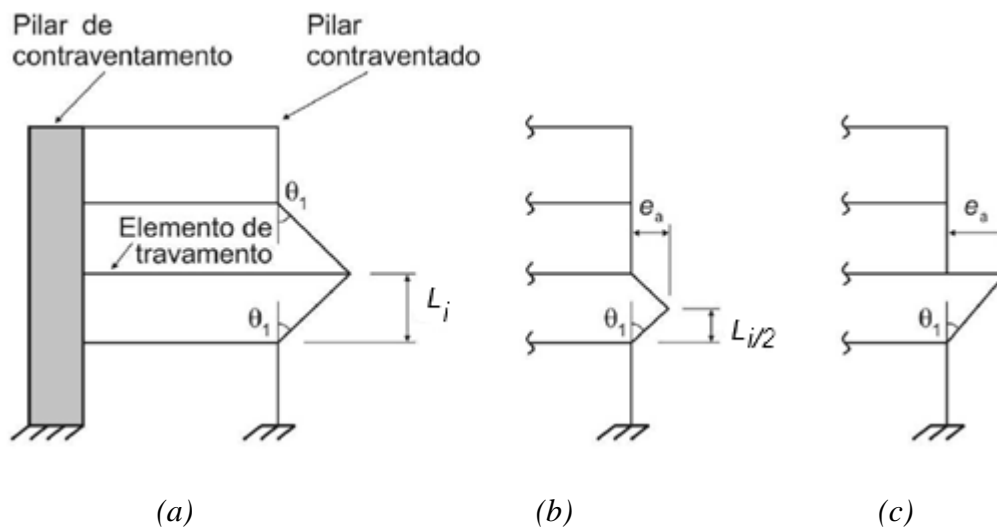 Pilar de
contraventamento
Pilar
contraventado
θ1
Elemento de
travamento
θ1
Li
ea
θ1
Li/2
ea
θ1
(a)
(b)
(c)